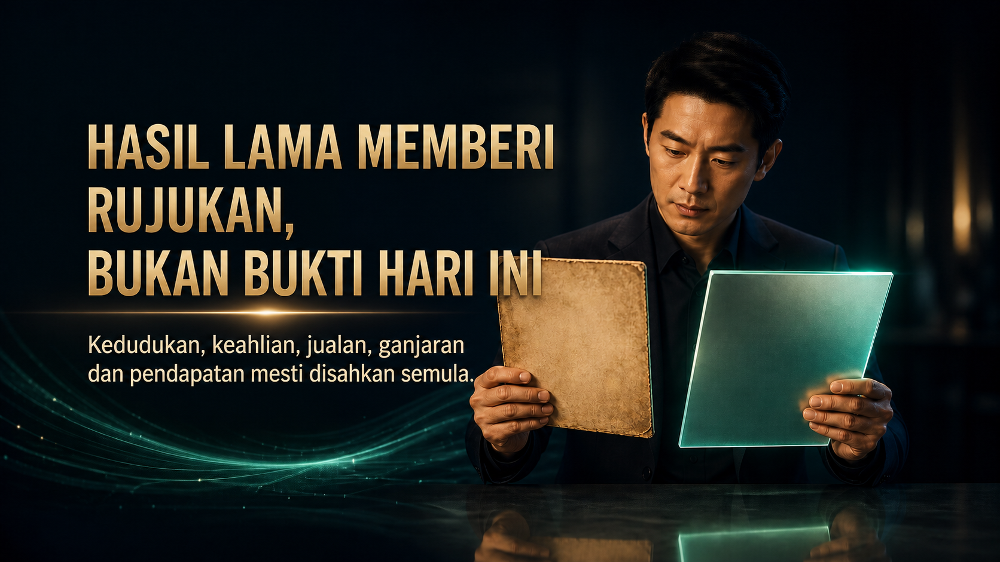 HASIL LAMA MEMBERI
RUJUKAN,
BUKAN BUKTI HARI INI
Kedudukan, keahlian, jualan, ganjaran
dan pendapatan mesti disahkan semula.